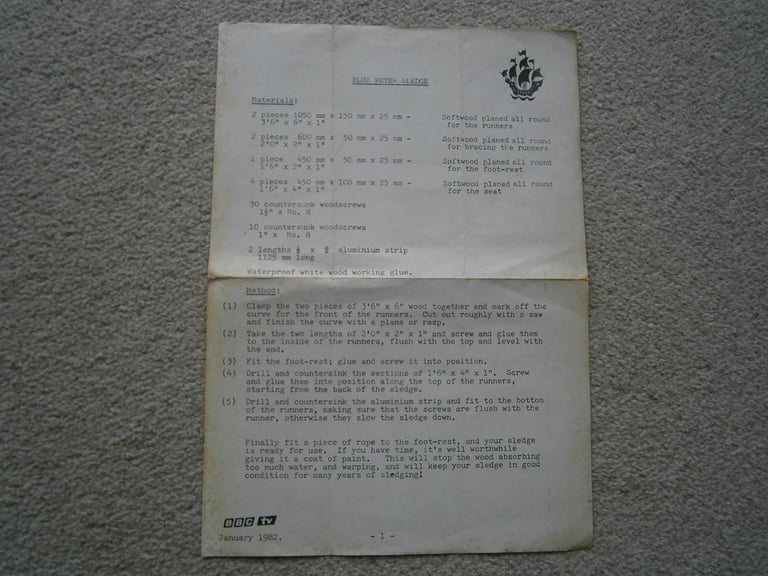 BLUE PETER SLEDGE
Materials:
2 pieces 1050 mm x 150 mm x 25 mm - Softwood planed all round
3'6" x 6" x 1" for the runners
2 pieces 600 mm x 50 mm x 25 mm - Softwood planed all round
2'0" x 2" x 1" for bracing the runners
1 piece 450 mm x 50 mm x 25 mm - Softwood planed all round
1'6" x 2" x 1" for the foot-rest
4 pieces 450 mm x 100 mm x 25 mm - Softwood planed all round
1'6" x 4" x 1" for the seat
30 countersunk woodscrews
1½" x No. 8
10 countersunk woodscrews
1" x No. 8
2 lengths x aluminium strip
1125 mm long
Waterproof white wood working glue.
Method:
(1) Clamp the two pieces of 3'6" x 6" wood together and mark off the
curve for the front of the runners. Cut out roughly with a saw
and finish the curve with a plane or rasp.
(2) Take the two lengths of 2'0" x 2" x 1" and screw and glue them
to the inside of the runners, flush with the top and level with
the end.
(3) Fit the foot-rest; glue and screw it into position.
(4) Drill and countersink the sections of 1'6" x 4" x 1". Screw
and glue them into position along the top of the runners,
starting from the back of the sledge.
(5) Drill and countersink the aluminium strip and fit to the bottom
of the runners, making sure that the screws are flush with the
runner, otherwise they slow the sledge down.
Finally fit a piece of rope to the foot-rest, and your sledge
is ready for use. If you have time, it's well worthwhile
giving it a coat of paint. This will stop the wood absorbing
too much water, and warping, and will keep your sledge in good
condition for many years of sledging!
BBC tv
January 1982.
- 1 -